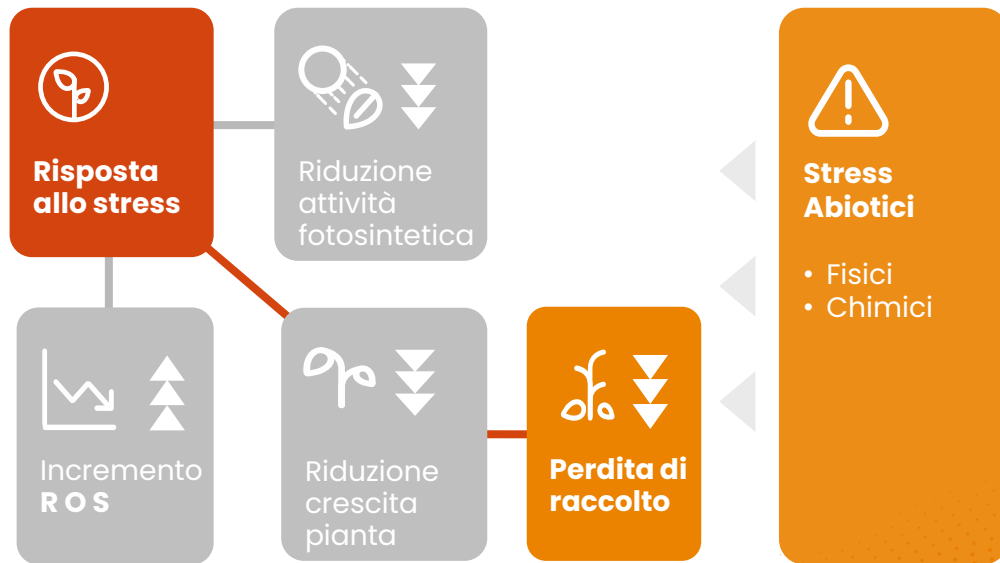 Risposta
allo stress
Riduzione
attività
fotosintetica
Stress
Abiotici
• Fisici
• Chimici
Incremento
ROS
Riduzione
crescita
pianta
Perdita di
raccolto